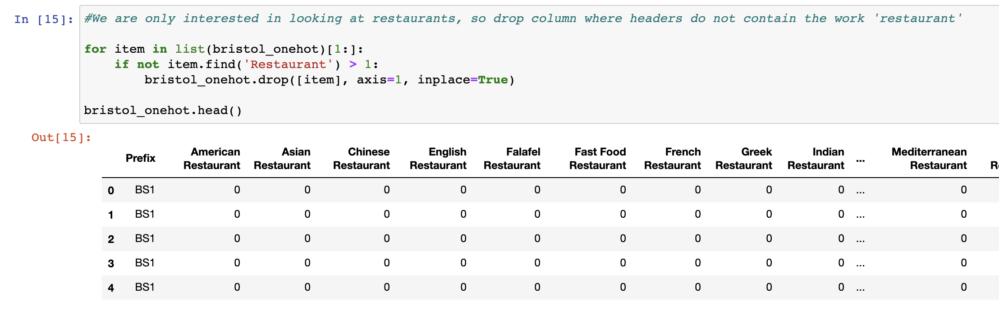 In [15]: #We are only interested in looking at restaurants, so drop column where headers do not contain the work 'restaurant'
for item in list(bristol_onehot)[1:]:
if not item.find('Restaurant') > 1:
bristol_onehot.drop([item], axis=1, inplace=True)
bristol_onehot.head()
Out[15]:
Prefix American Restaurant Asian Restaurant Chinese Restaurant English Restaurant Falafel Restaurant Fast Food Restaurant French Restaurant Greek Restaurant Indian Restaurant ... Mediterranean Restaurant
0 BS1 0 0 0 0 0 0 0 0 0 ... 0
1 BS1 0 0 0 0 0 0 0 0 0 ... 0
2 BS1 0 0 0 0 0 0 0 0 0 ... 0
3 BS1 0 0 0 0 0 0 0 0 0 ... 0
4 BS1 0 0 0 0 0 0 0 0 0 ... 0